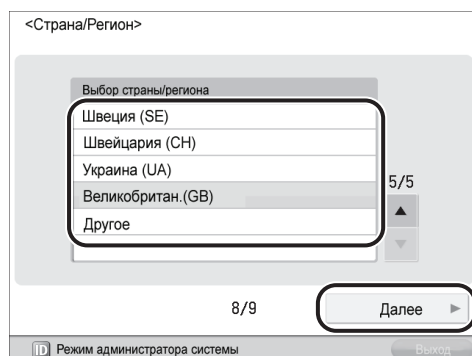 <Страна/Регион>
Выбор страны/региона
Швеция (SE)
Швейцария (CH)
Украина (UA)
Великобритан.(GB)
Другое
5/5
8/9
Далее
ID Режим администратора системы
Выход